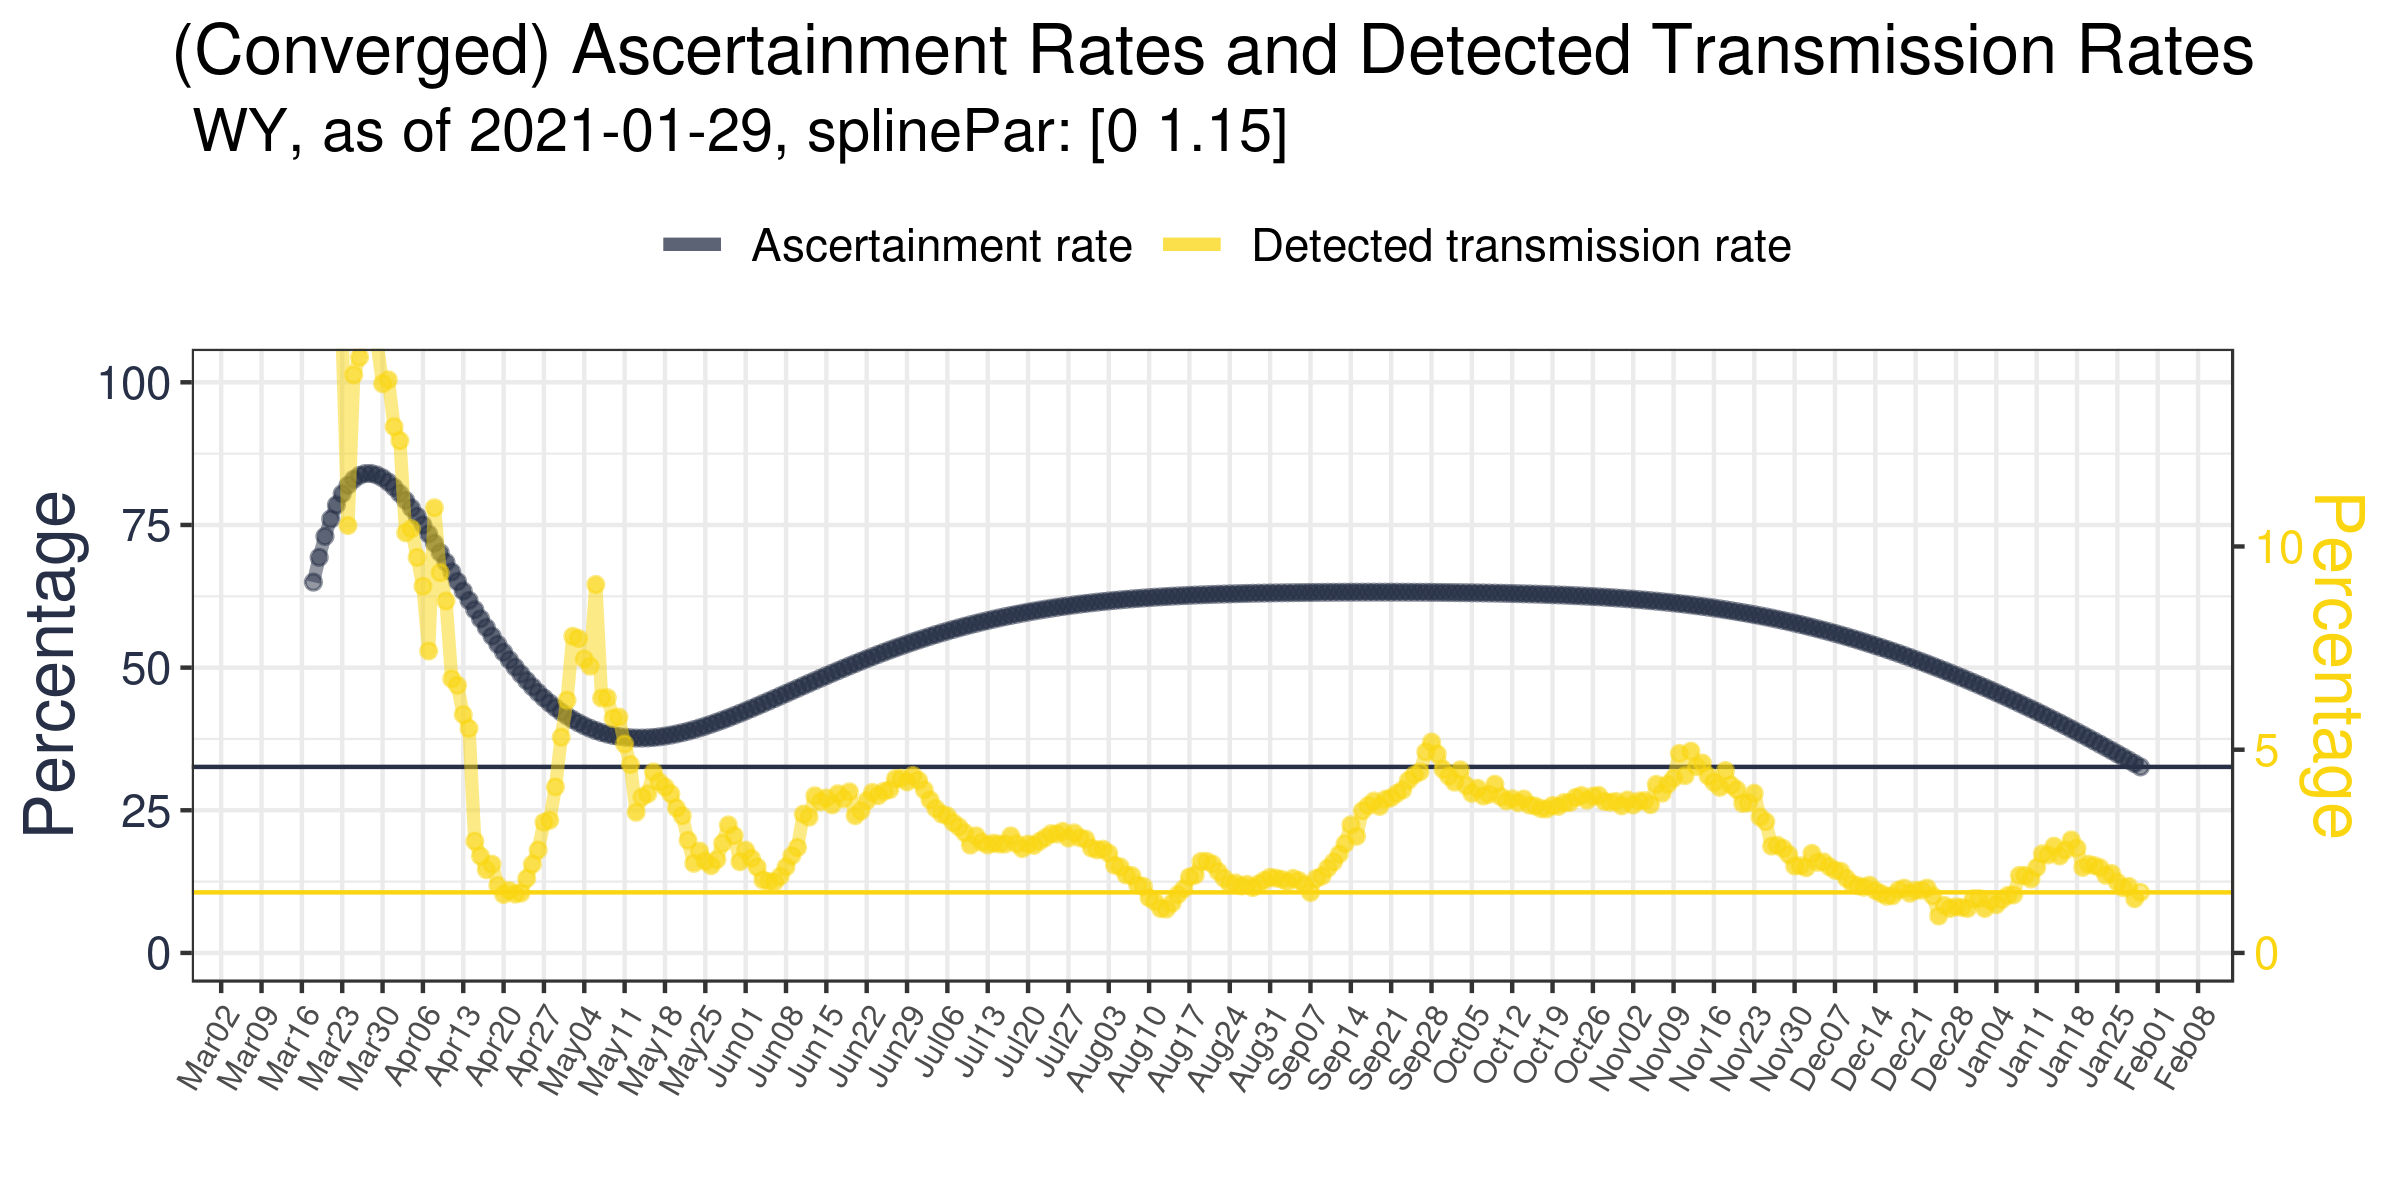 (Converged) Ascertainment Rates and Detected Transmission Rates
WY, as of 2021-01-29, splinePar: [0 1.15]
Ascertainment rate
Detected transmission rate
Percentage
100
75
50
25
0
10
5
0
Percentage
Mar02
Mar09
Mar16
Mar23
Mar30
Apr06
Apr13
Apr20
Apr27
May04
May11
May18
May25
Jun01
Jun08
Jun15
Jun22
Jun29
Jul06
Jul13
Jul20
Jul27
Aug03
Aug10
Aug17
Aug24
Aug31
Sep07
Sep14
Sep21
Sep28
Oct05
Oct12
Oct19
Oct26
Nov02
Nov09
Nov16
Nov23
Nov30
Dec07
Dec14
Dec21
Dec28
Jan04
Jan11
Jan18
Jan25
Feb01
Feb08